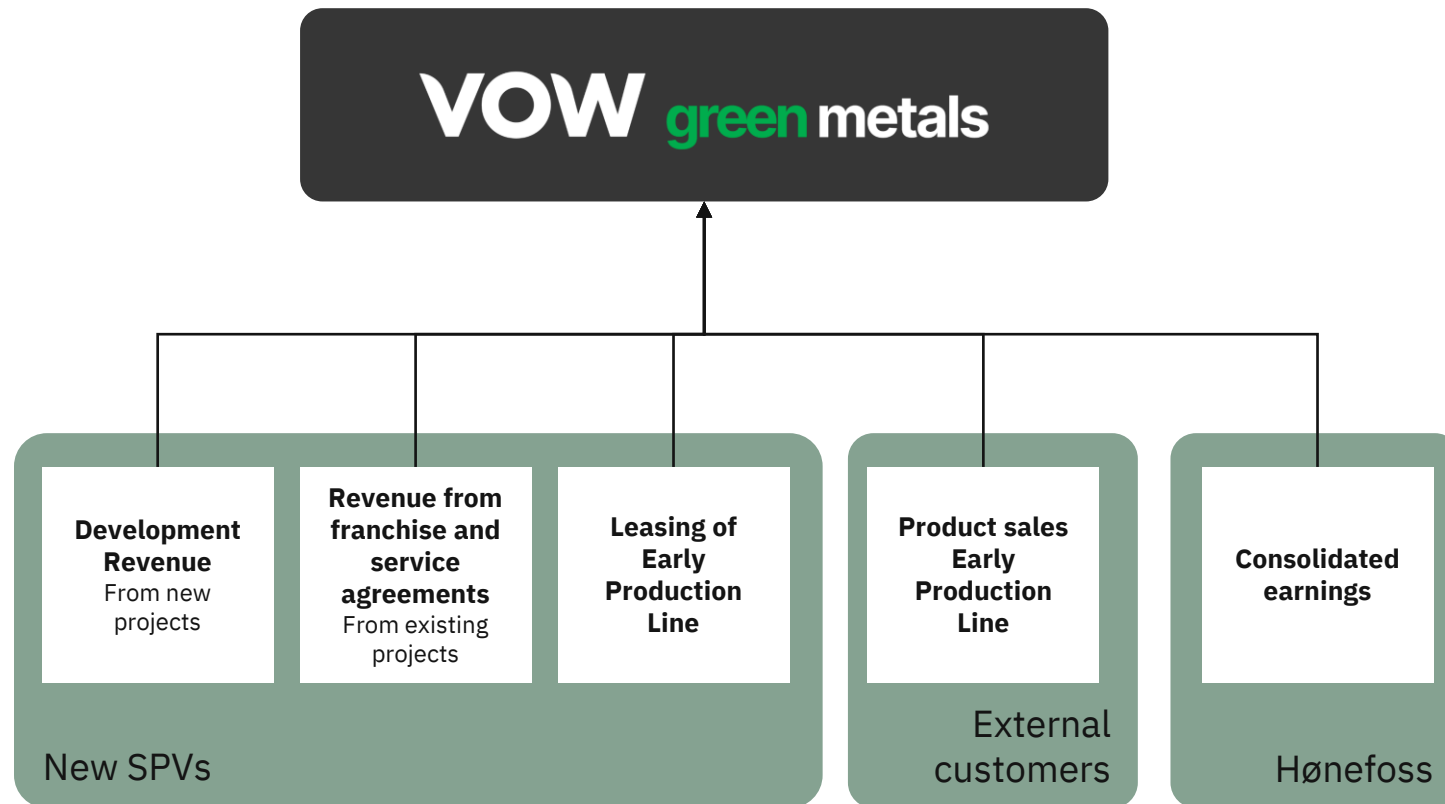 VOW green metals
Development
Revenue
From new
projects
Revenue from
franchise and
service
agreements
From existing
projects
Leasing of
Early
Production
Line
Product sales
Early
Production
Line
Consolidated
earnings
New SPVs
External
customers
Hønefoss